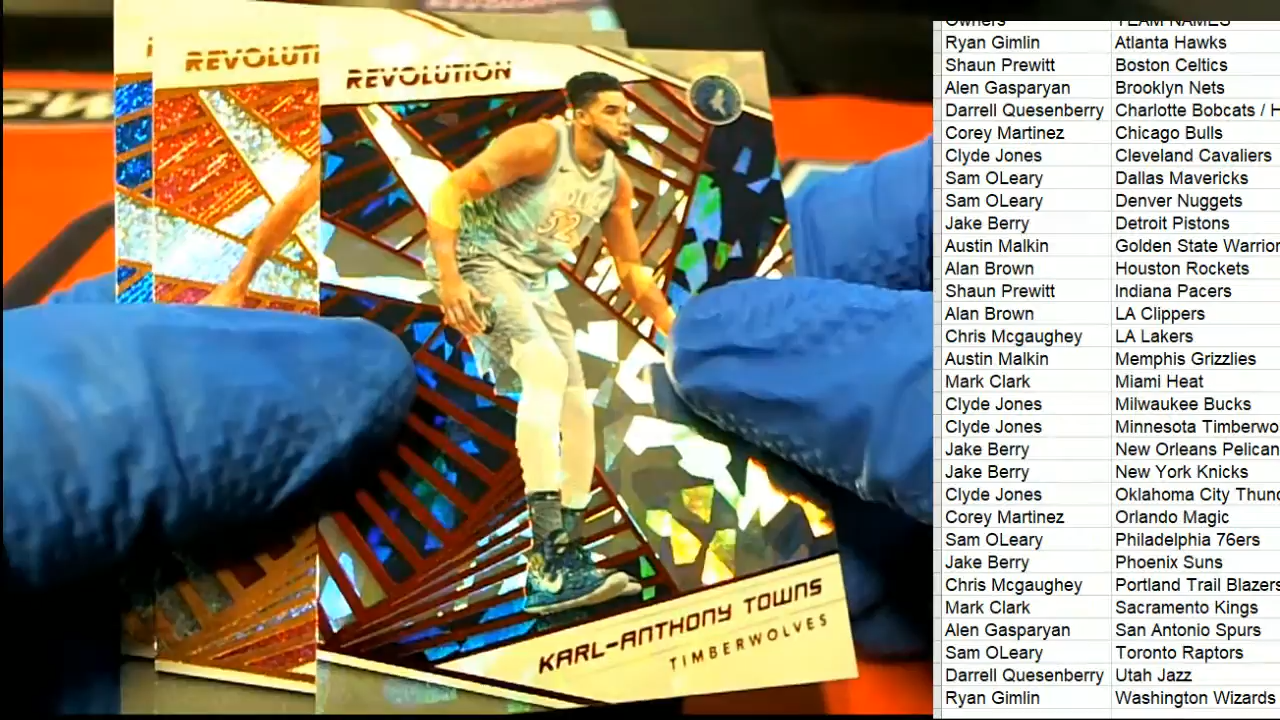 REVOLUTI
REVOLUTION
32
KARL-ANTHONY TOWNS
TIMBERWOLVES
Owners TEAM NAMES
Ryan Gimlin Atlanta Hawks
Shaun Prewitt Boston Celtics
Alen Gasparyan Brooklyn Nets
Darrell Quesenberry Charlotte Bobcats / H
Corey Martinez Chicago Bulls
Clyde Jones Cleveland Cavaliers
Sam OLeary Dallas Mavericks
Sam OLeary Denver Nuggets
Jake Berry Detroit Pistons
Austin Malkin Golden State Warrior
Alan Brown Houston Rockets
Shaun Prewitt Indiana Pacers
Alan Brown LA Clippers
Chris Mcgaughey LA Lakers
Austin Malkin Memphis Grizzlies
Mark Clark Miami Heat
Clyde Jones Milwaukee Bucks
Clyde Jones Minnesota Timberwo
Jake Berry New Orleans Pelican
Jake Berry New York Knicks
Clyde Jones Oklahoma City Thund
Corey Martinez Orlando Magic
Sam OLeary Philadelphia 76ers
Jake Berry Phoenix Suns
Chris Mcgaughey Portland Trail Blazers
Mark Clark Sacramento Kings
Alen Gasparyan San Antonio Spurs
Sam OLeary Toronto Raptors
Darrell Quesenberry Utah Jazz
Ryan Gimlin Washington Wizards